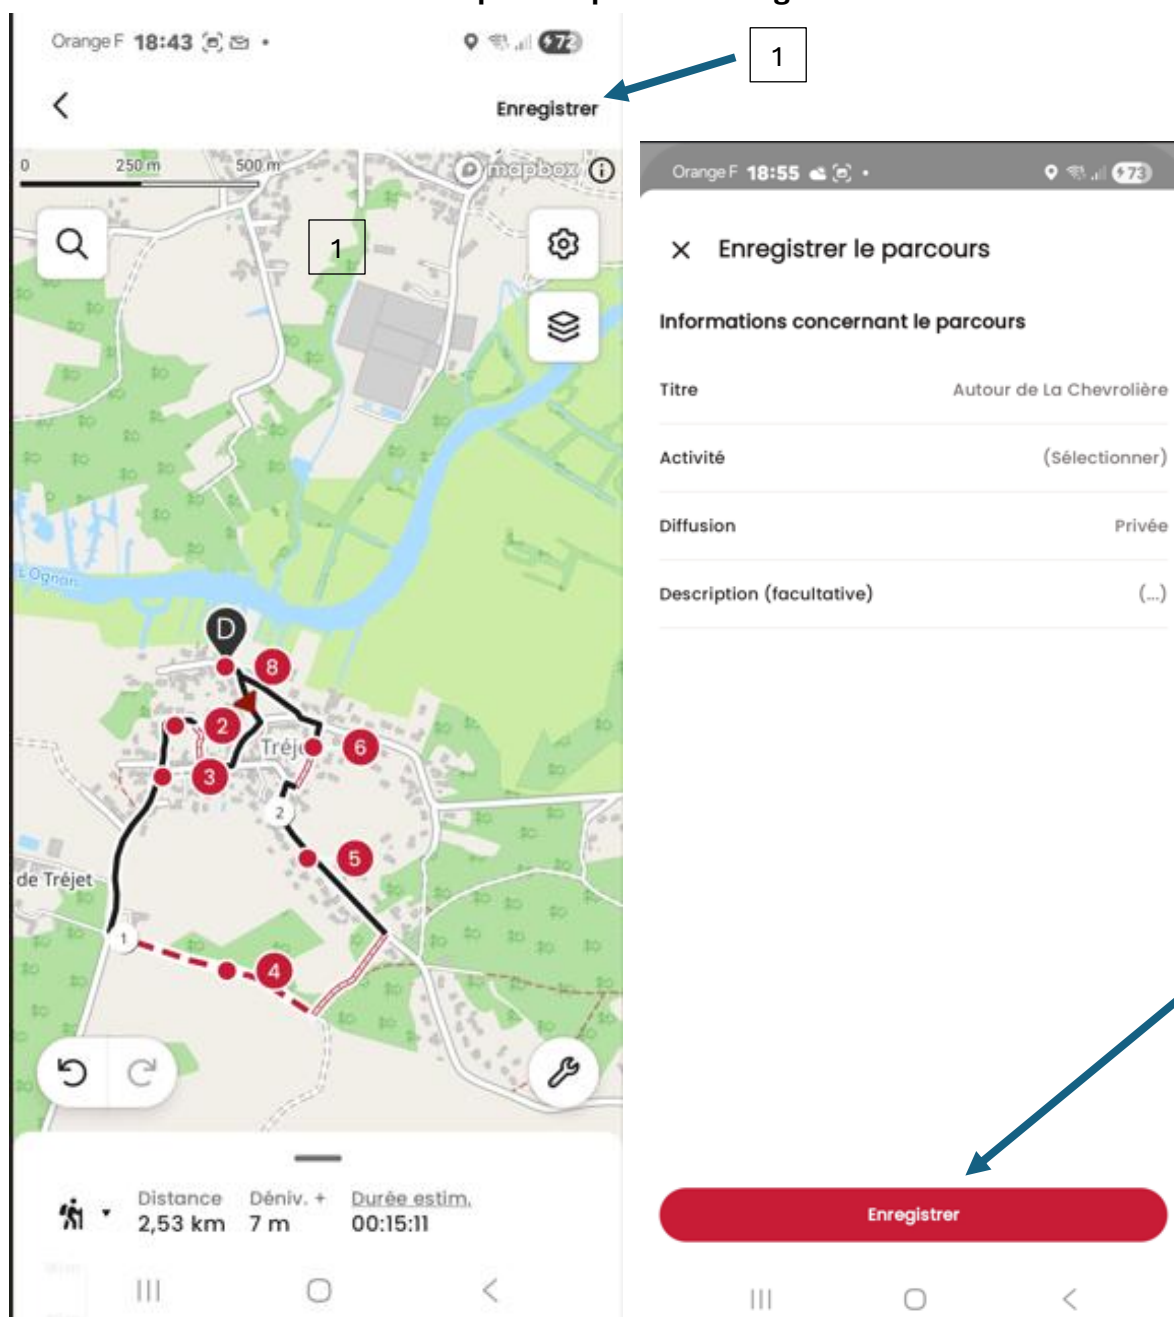 Orange F 18:43
72
1
Enregistrer
0 250 m 500 m
mapbox
1
L'Ognon
D
8
2
Tréje
6
3
2
5
de Tréjet
1
4
Distance Déniv. + Durée estim.
2,53 km 7 m 00:15:11
Orange F 18:55
73
Enregistrer le parcours
Informations concernant le parcours
Titre Autour de La Chevrolière
Activité (Sélectionner)
Diffusion Privée
Description (facultative) (...)
Enregistrer